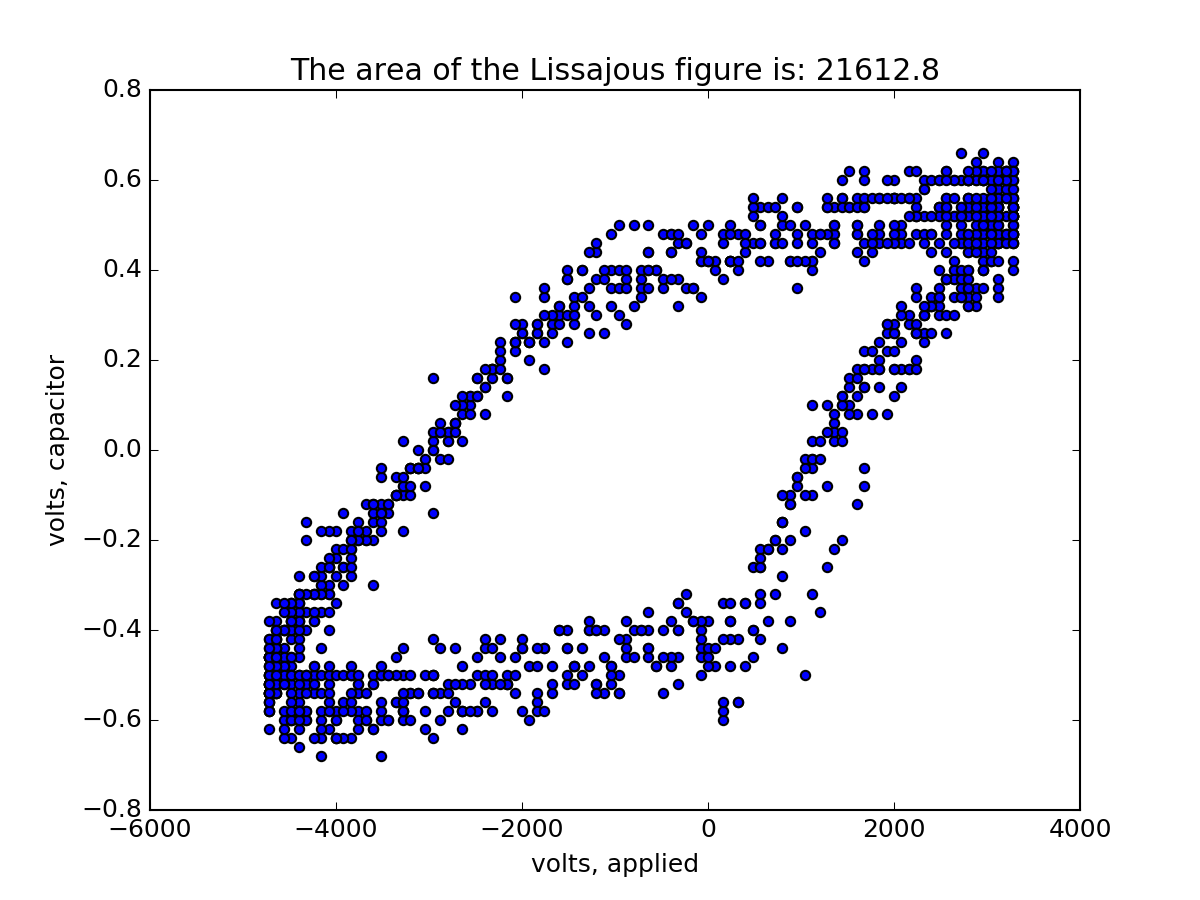 The area of the Lissajous figure is: 21612.8
0.8
0.6
0.4
0.2
0.0
−0.2
−0.4
−0.6
−0.8
volts, capacitor
−6000 −4000 −2000 0 2000 4000
volts, applied